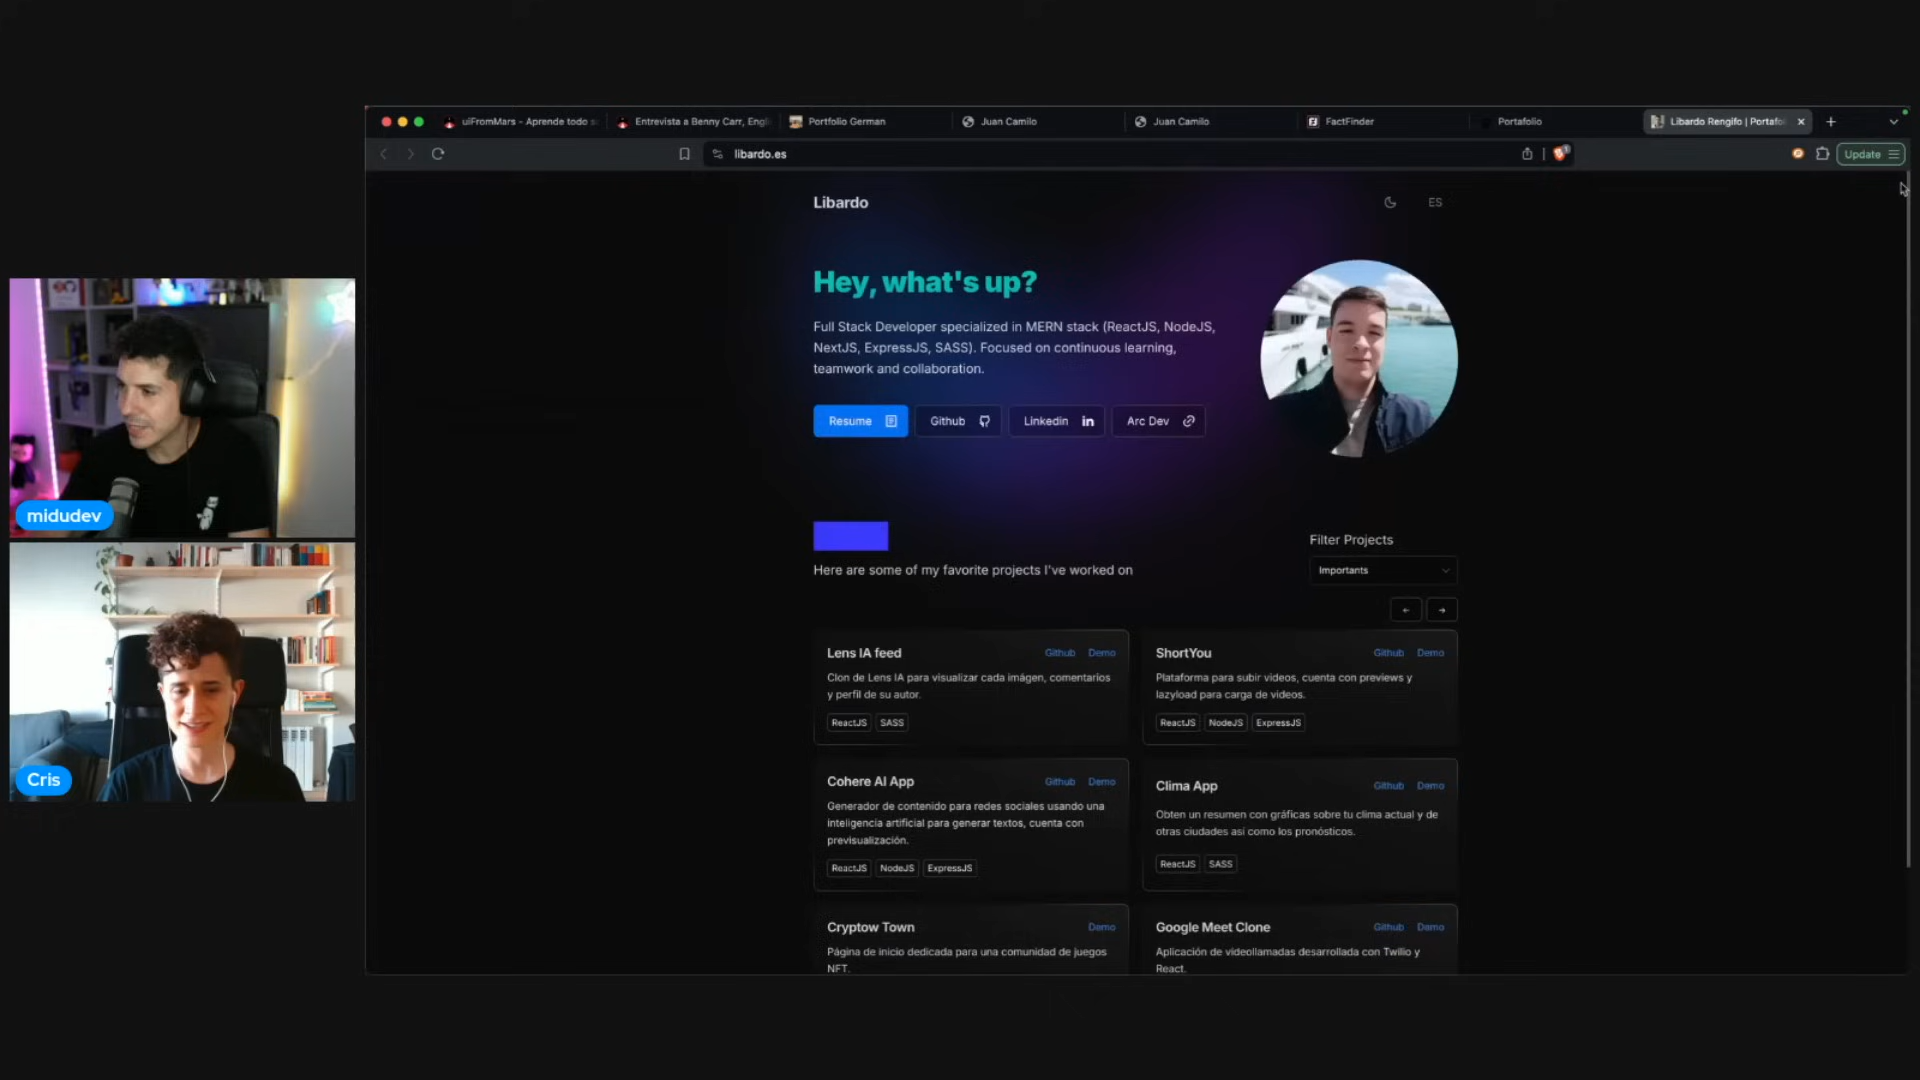 uiFromMars - Aprende todo s
Entrevista a Benny Carr, Engl
Portfolio German
Juan Camilo
Juan Camilo
FactFinder
Portafolio
Libardo Rengifo | Portafo
libardo.es
Update
Libardo
ES
Hey, what's up?
Full Stack Developer specialized in MERN stack (ReactJS, NodeJS,
NextJS, ExpressJS, SASS). Focused on continuous learning,
teamwork and collaboration.
Resume
Github
Linkedin
Arc Dev
Filter Projects
Here are some of my favorite projects I've worked on
Importants
Lens IA feed
Github Demo
Clon de Lens IA para visualizar cada imágen, comentarios
y perfil de su autor.
ReactJS SASS
ShortYou
Github Demo
Plataforma para subir videos, cuenta con previews y
lazyload para carga de videos.
ReactJS NodeJS ExpressJS
Cohere AI App
Github Demo
Generador de contenido para redes sociales usando una
inteligencia artificial para generar textos, cuenta con
previsualización.
ReactJS NodeJS ExpressJS
Clima App
Github Demo
Obten un resumen con gráficas sobre tu clima actual y de
otras ciudades asi como los pronósticos.
ReactJS SASS
Cryptow Town
Demo
Página de inicio dedicada para una comunidad de juegos
NFT.
Google Meet Clone
Github Demo
Aplicación de videollamadas desarrollada con Twilio y
React.
midudev
Cris